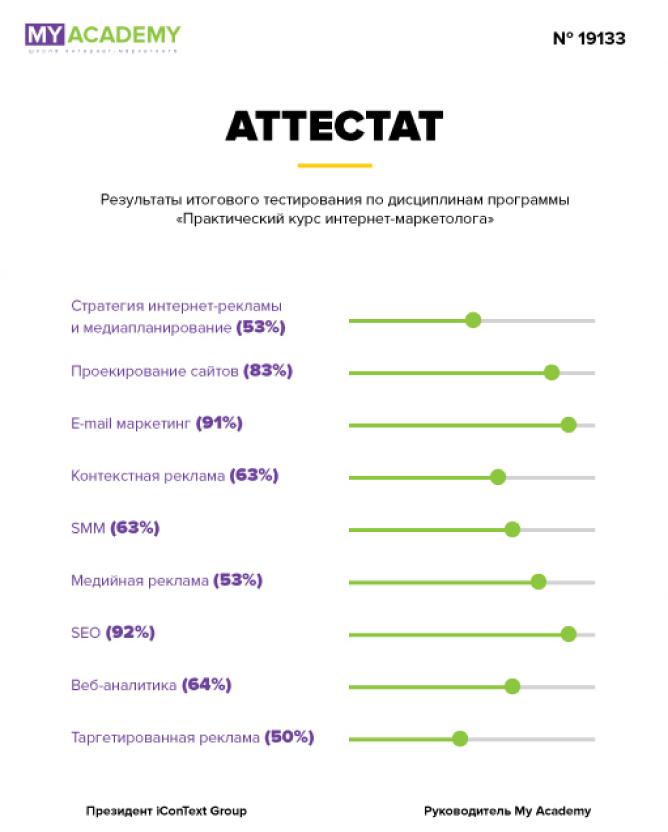 MY ACADEMY
школа интернет-маркетинга
№ 19133
АТТЕСТАТ
Результаты итогового тестирования по дисциплинам программы
«Практический курс интернет-маркетолога»
Стратегия интернет-рекламы
и медиапланирование (53%)
Проекирование сайтов (83%)
E-mail маркетинг (91%)
Контекстная реклама (63%)
SMM (63%)
Медийная реклама (53%)
SEO (92%)
Веб-аналитика (64%)
Таргетированная реклама (50%)
Президент iConText Group
Руководитель My Academy